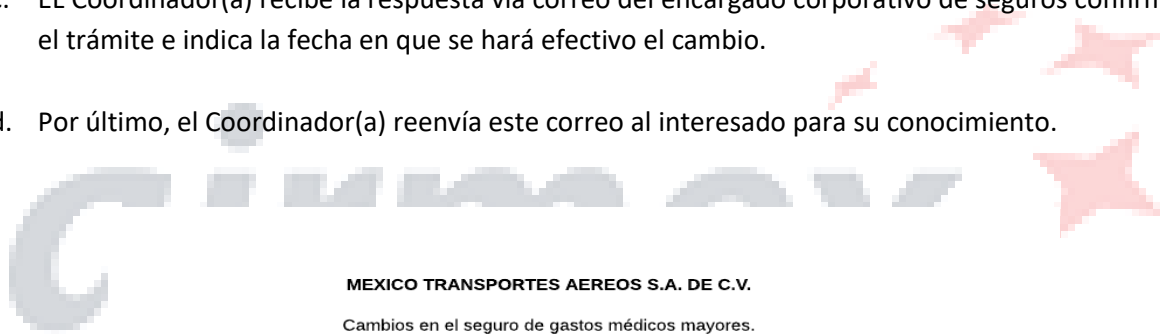 EL Coordinador(a) recibe la respuesta vía correo del encargado corporativo de seguros
el trámite e indica la fecha en que se hará efectivo el cambio.
d. Por último, el Coordinador(a) reenvía este correo al interesado para su conocimiento.
MEXICO TRANSPORTES AEREOS S.A. DE C.V.
Cambios en el seguro de gastos médicos mayores.